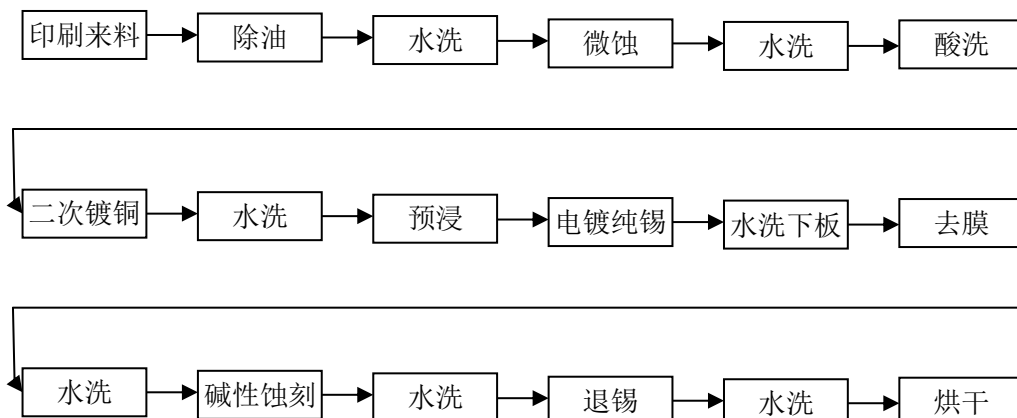 印刷来料
除油
水洗
微蚀
水洗
酸洗
二次镀铜
水洗
预浸
电镀纯锡
水洗下板
去膜
水洗
碱性蚀刻
水洗
退锡
水洗
烘干